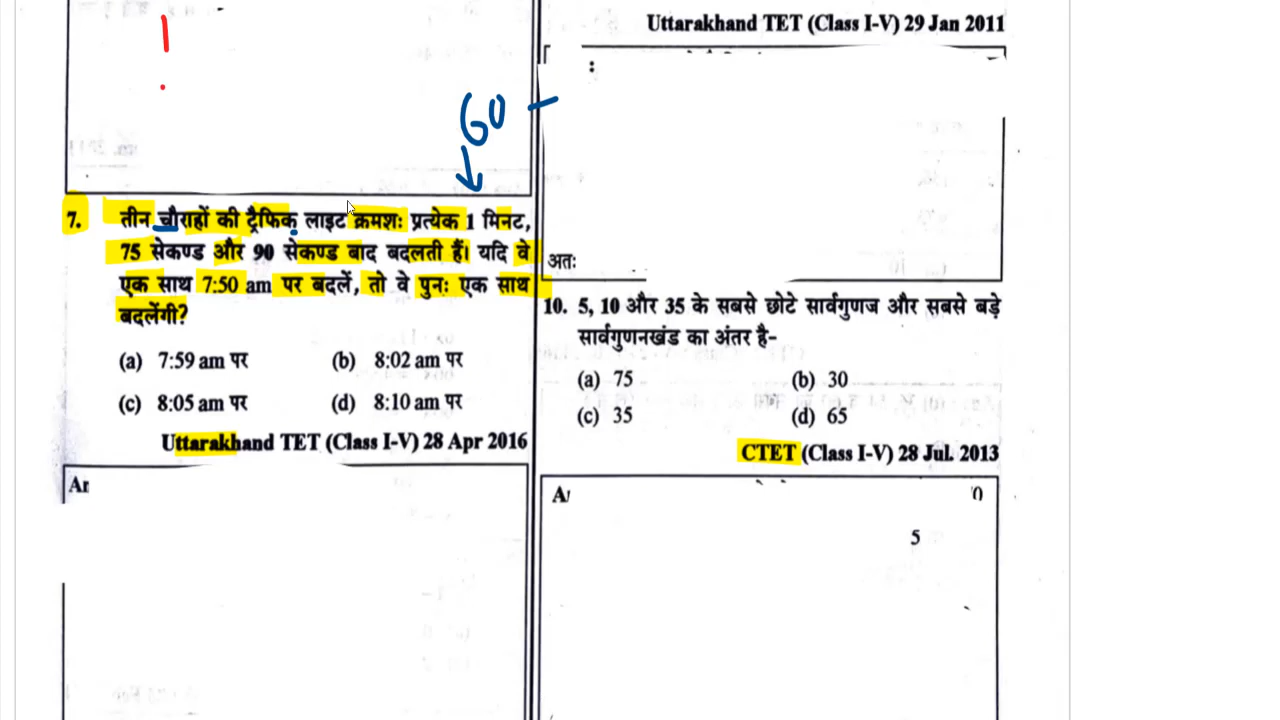 !
60 -
7. तीन चौराहों की ट्रैफिक लाइट क्रमशः प्रत्येक 1 मिनट,
75 सेकण्ड और 90 सेकण्ड बाद बदलती हैं। यदि वे
एक साथ 7:50 am पर बदलें, तो वे पुनः एक साथ
बदलेंगी?
(a) 7:59 am पर (b) 8:02 am पर
(c) 8:05 am पर (d) 8:10 am पर
Uttarakhand TET (Class I-V) 28 Apr 2016
Uttarakhand TET (Class I-V) 29 Jan 2011
:
अतः
10. 5, 10 और 35 के सबसे छोटे सार्वगुणज और सबसे बड़े
सार्वगुणनखंड का अंतर है-
(a) 75 (b) 30
(c) 35 (d) 65
CTET (Class I-V) 28 Jul. 2013
5